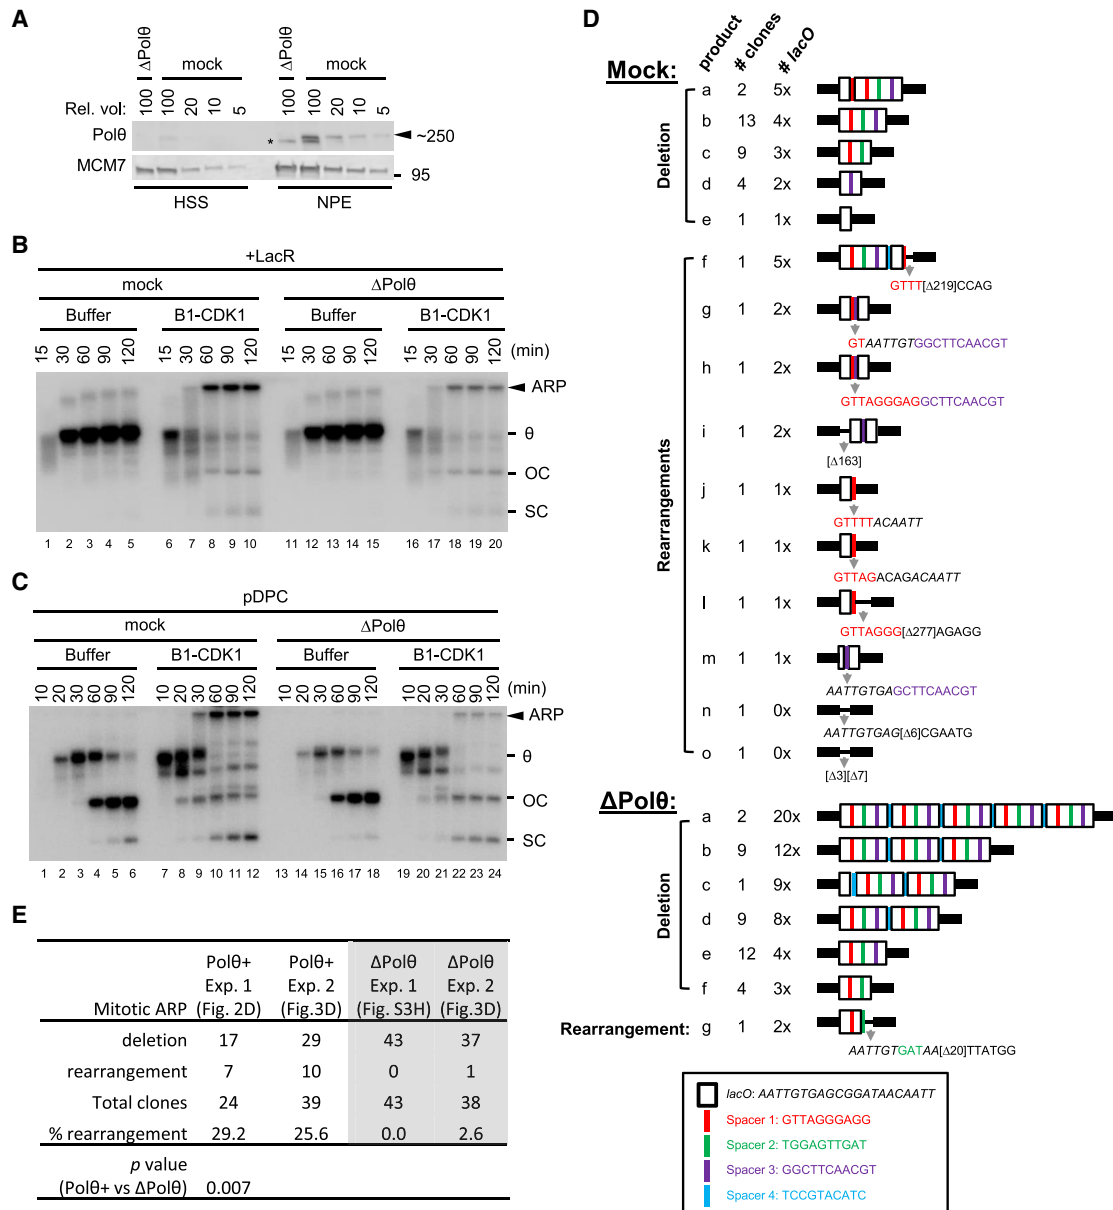 A
ΔPolθ
mock
ΔPolθ
mock
Rel. vol: 100 100 20 10 5 100 100 20 10 5
Polθ * ~250
MCM7 95
HSS NPE
B
+LacR
mock ΔPolθ
Buffer B1-CDK1 Buffer B1-CDK1
15 30 60 90 120 15 30 60 90 120 15 30 60 90 120 15 30 60 90 120 (min)
ARP
θ
OC
SC
1 2 3 4 5 6 7 8 9 10 11 12 13 14 15 16 17 18 19 20
C
pDPC
mock ΔPolθ
Buffer B1-CDK1 Buffer B1-CDK1
10 20 30 60 90 120 10 20 30 60 90 120 10 20 30 60 90 120 10 20 30 60 90 120 (min)
ARP
θ
OC
SC
1 2 3 4 5 6 7 8 9 10 11 12 13 14 15 16 17 18 19 20 21 22 23 24
D
product # clones # lacO
Mock:
Deletion
a 2 5x
b 13 4x
c 9 3x
d 4 2x
e 1 1x
Rearrangements
f 1 5x
GTTT[Δ219]CCAG
g 1 2x
GTAATTGTGGCTTCAACGT
h 1 2x
GTTAGGGAGGCTTCAACGT
i 1 2x
[Δ163]
j 1 1x
GTTTTACAATT
k 1 1x
GTTAGACAGACAATT
l 1 1x
GTTAGGG[Δ277]AGAGG
m 1 1x
AATTGTGAGCTTCAACGT
n 1 0x
AATTGTGAG[Δ6]CGAATG
o 1 0x
[Δ3][Δ7]
ΔPolθ:
Deletion
a 2 20x
b 9 12x
c 1 9x
d 9 8x
e 12 4x
f 4 3x
Rearrangement: g 1 2x
AATTGTGATAA[Δ20]TTATGG
lacO: AATTGTGAGCGGATAACAATT
Spacer 1: GTTAGGGAGG
Spacer 2: TGGAGTTGAT
Spacer 3: GGCTTCAACGT
Spacer 4: TCCGTACATC
E
Polθ+ Polθ+ ΔPolθ ΔPolθ
Exp. 1 Exp. 2 Exp. 1 Exp. 2
Mitotic ARP (Fig. 2D) (Fig.3D) (Fig. S3H) (Fig.3D)
deletion 17 29 43 37
rearrangement 7 10 0 1
Total clones 24 39 43 38
% rearrangement 29.2 25.6 0.0 2.6
p value
(Polθ+ vs ΔPolθ) 0.007